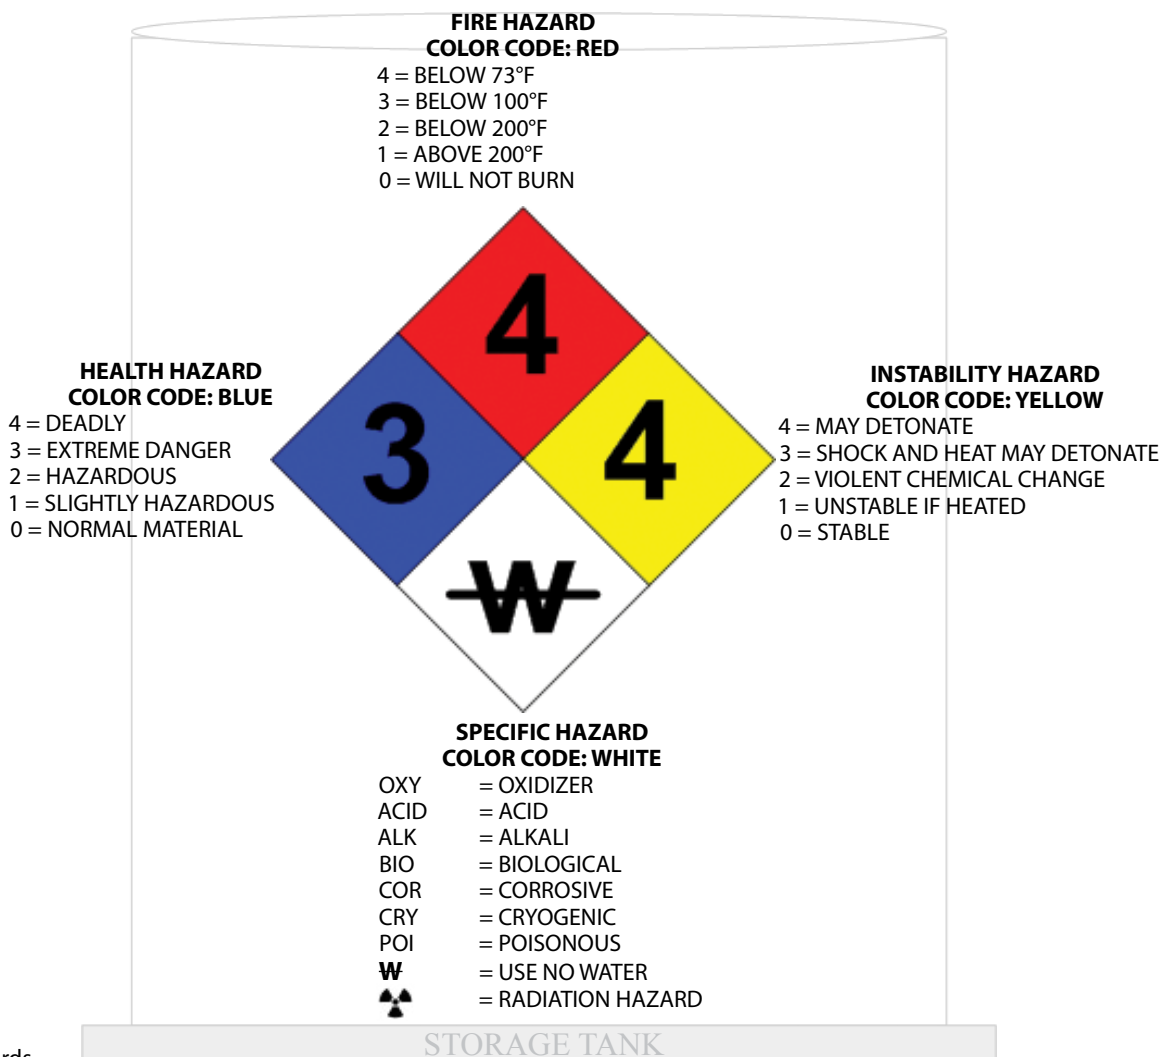 FIRE HAZARD
COLOR CODE: RED
4 = BELOW 73°F
3 = BELOW 100°F
2 = BELOW 200°F
1 = ABOVE 200°F
0 = WILL NOT BURN
4
HEALTH HAZARD
COLOR CODE: BLUE
4 = DEADLY
3 = EXTREME DANGER
2 = HAZARDOUS
1 = SLIGHTLY HAZARDOUS
0 = NORMAL MATERIAL
3
4
INSTABILITY HAZARD
COLOR CODE: YELLOW
4 = MAY DETONATE
3 = SHOCK AND HEAT MAY DETONATE
2 = VIOLENT CHEMICAL CHANGE
1 = UNSTABLE IF HEATED
0 = STABLE
W
SPECIFIC HAZARD
COLOR CODE: WHITE
OXY = OXIDIZER
ACID = ACID
ALK = ALKALI
BIO = BIOLOGICAL
COR = CORROSIVE
CRY = CRYOGENIC
POI = POISONOUS
W = USE NO WATER
= RADIATION HAZARD
STORAGE TANK